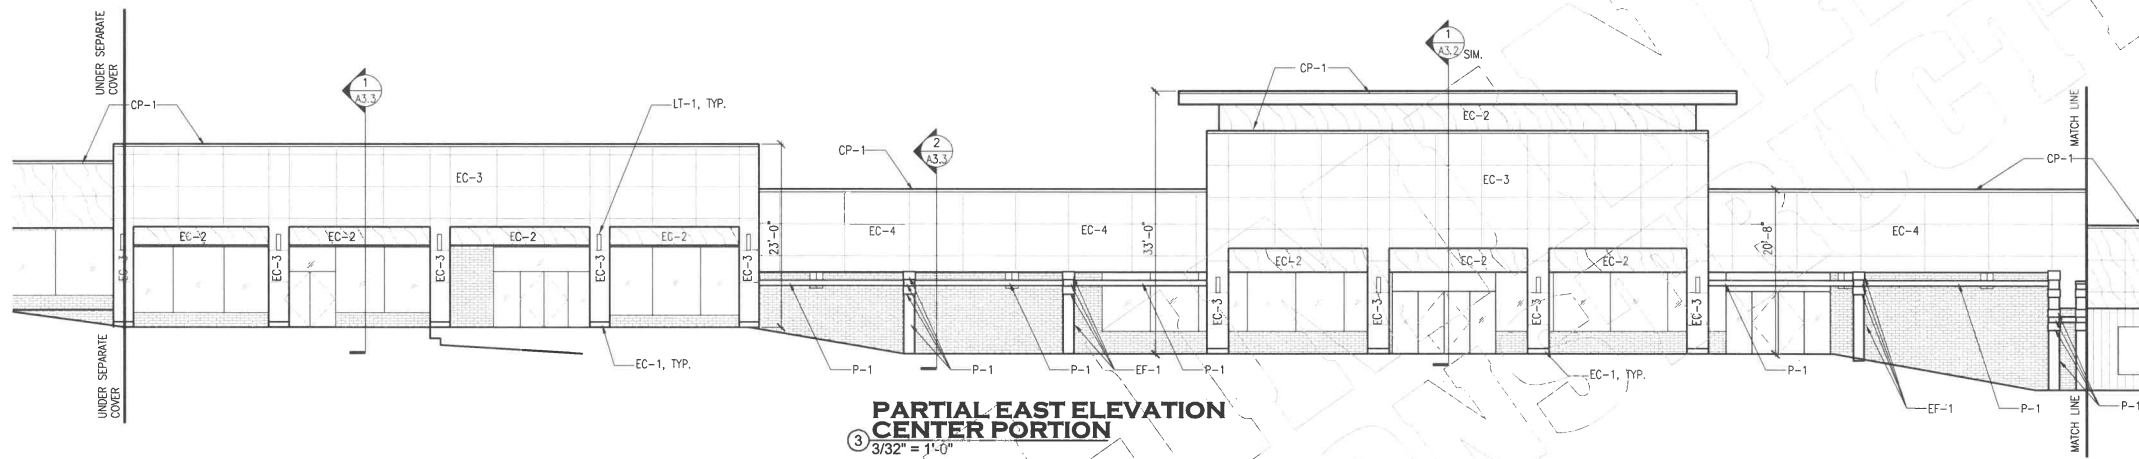 UNDER SEPARATE
COVER
CP-1
1
A3.3
LT-1, TYP.
CP-1
2
A3.3
CP-1
1
A3.2
SIM.
MATCH LINE
CP-1
EC-3
EC-2
EC-2
EC-2
EC-2
EC-3
EC-3
EC-3
EC-3
EC-3
23'-0"
EC-4
EC-4
33'-0"
EC-2
EC-3
EC-2
EC-2
EC-2
EC-3
EC-3
EC-3
EC-3
20'-8"
EC-4
UNDER SEPARATE
COVER
EC-1, TYP.
P-1
P-1
P-1
EF-1
P-1
EC-1, TYP.
P-1
EF-1
P-1
P-1
MATCH LINE
PARTIAL EAST ELEVATION
CENTER PORTION
3
3/32" = 1'-0"